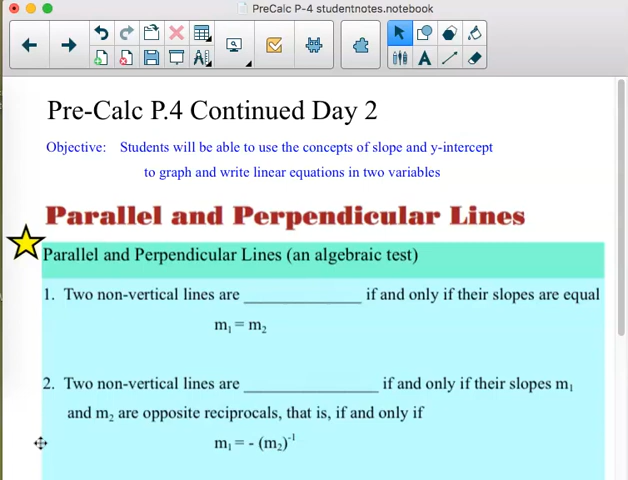 PreCalc P-4 studentnotes.notebook
Pre-Calc P.4 Continued Day 2
Objective: Students will be able to use the concepts of slope and y-intercept
to graph and write linear equations in two variables
Parallel and Perpendicular Lines
Parallel and Perpendicular Lines (an algebraic test)
1. Two non-vertical lines are ______________ if and only if their slopes are equal
m₁ = m₂
2. Two non-vertical lines are ________________ if and only if their slopes m₁
and m₂ are opposite reciprocals, that is, if and only if
m₁ = - (m₂)⁻¹